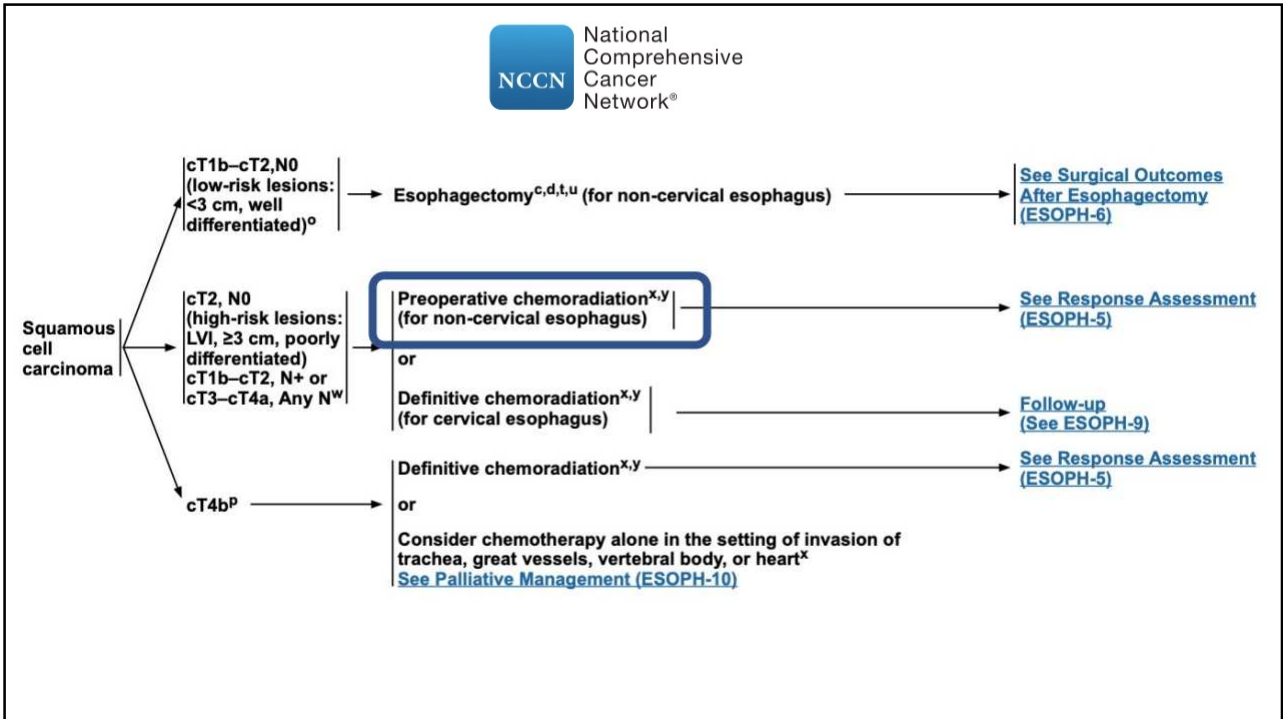 NCCN
National
Comprehensive
Cancer
Network®
Squamous
cell
carcinoma
cT1b–cT2,N0
(low-risk lesions:
<3 cm, well
differentiated)o
Esophagectomyc,d,t,u (for non-cervical esophagus)
See Surgical Outcomes
After Esophagectomy
(ESOPH-6)
cT2, N0
(high-risk lesions:
LVI, ≥3 cm, poorly
differentiated)
cT1b–cT2, N+ or
cT3–cT4a, Any Nw
Preoperative chemoradiationx,y
(for non-cervical esophagus)
See Response Assessment
(ESOPH-5)
or
Definitive chemoradiationx,y
(for cervical esophagus)
Follow-up
(See ESOPH-9)
cT4bp
Definitive chemoradiationx,y
See Response Assessment
(ESOPH-5)
or
Consider chemotherapy alone in the setting of invasion of
trachea, great vessels, vertebral body, or heartx
See Palliative Management (ESOPH-10)